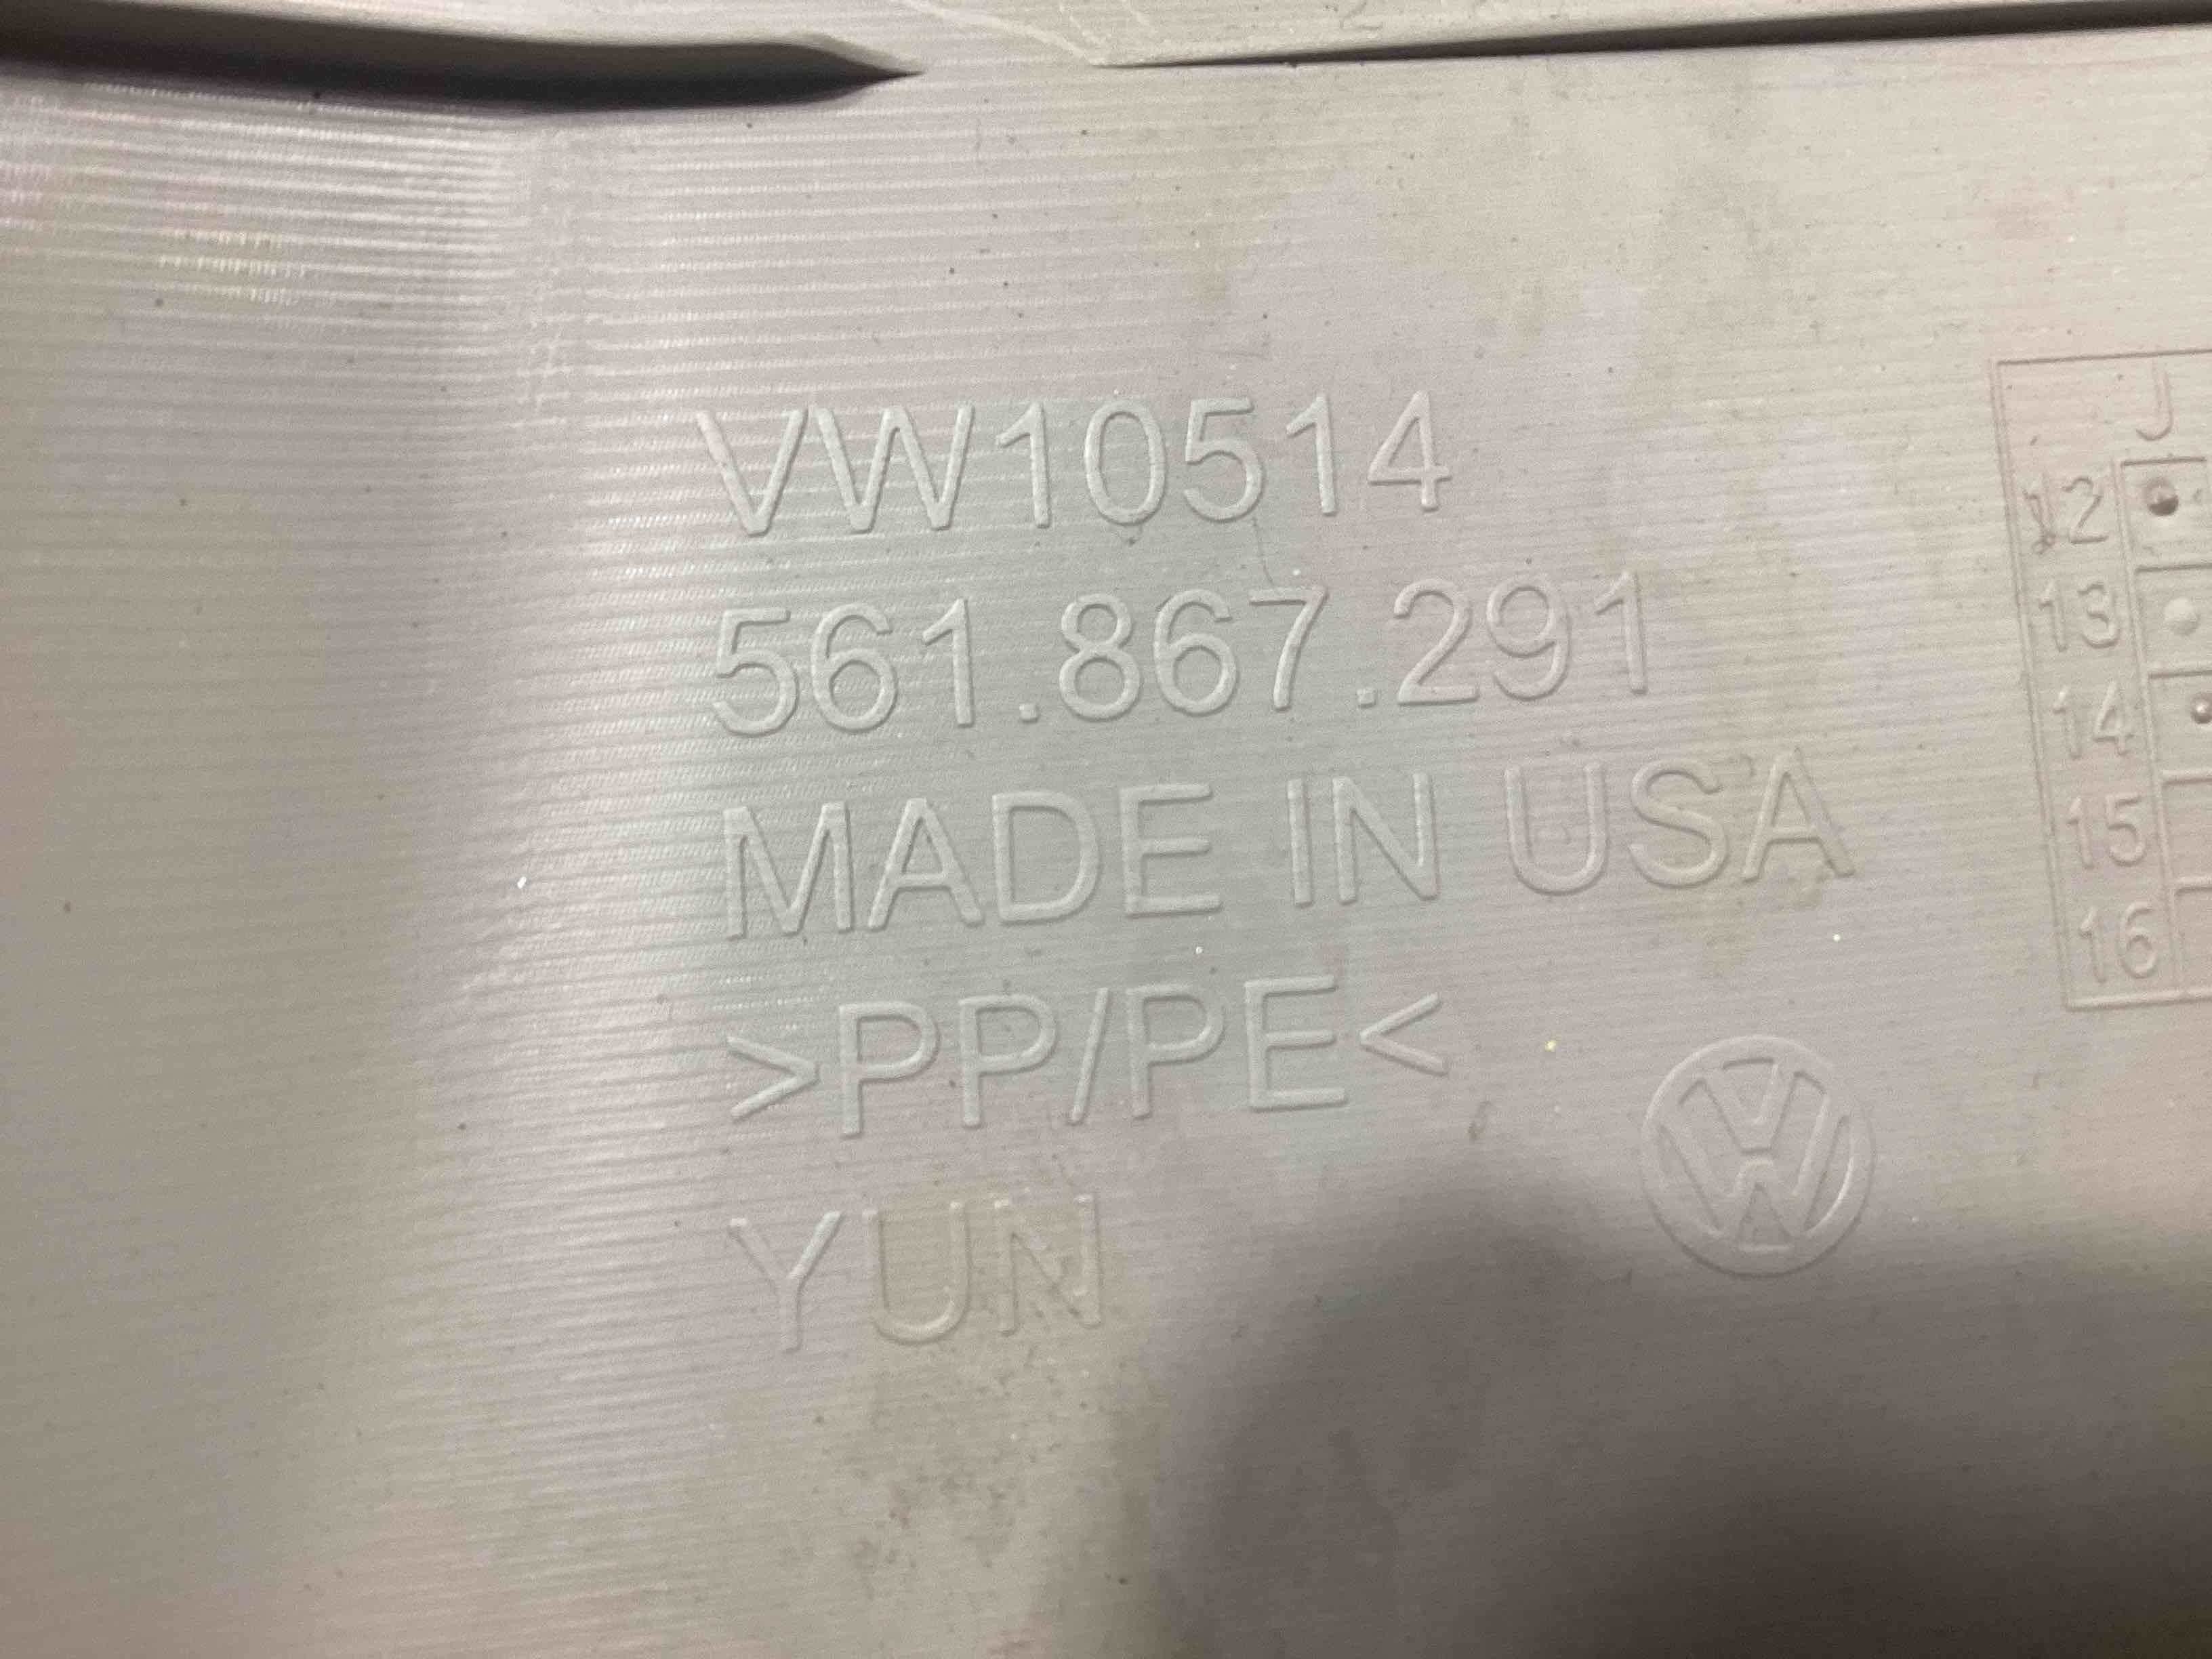 VW10514
561.867.291
MADE IN USA
>PP/PE<
YUN
J
12
13
14
15
16